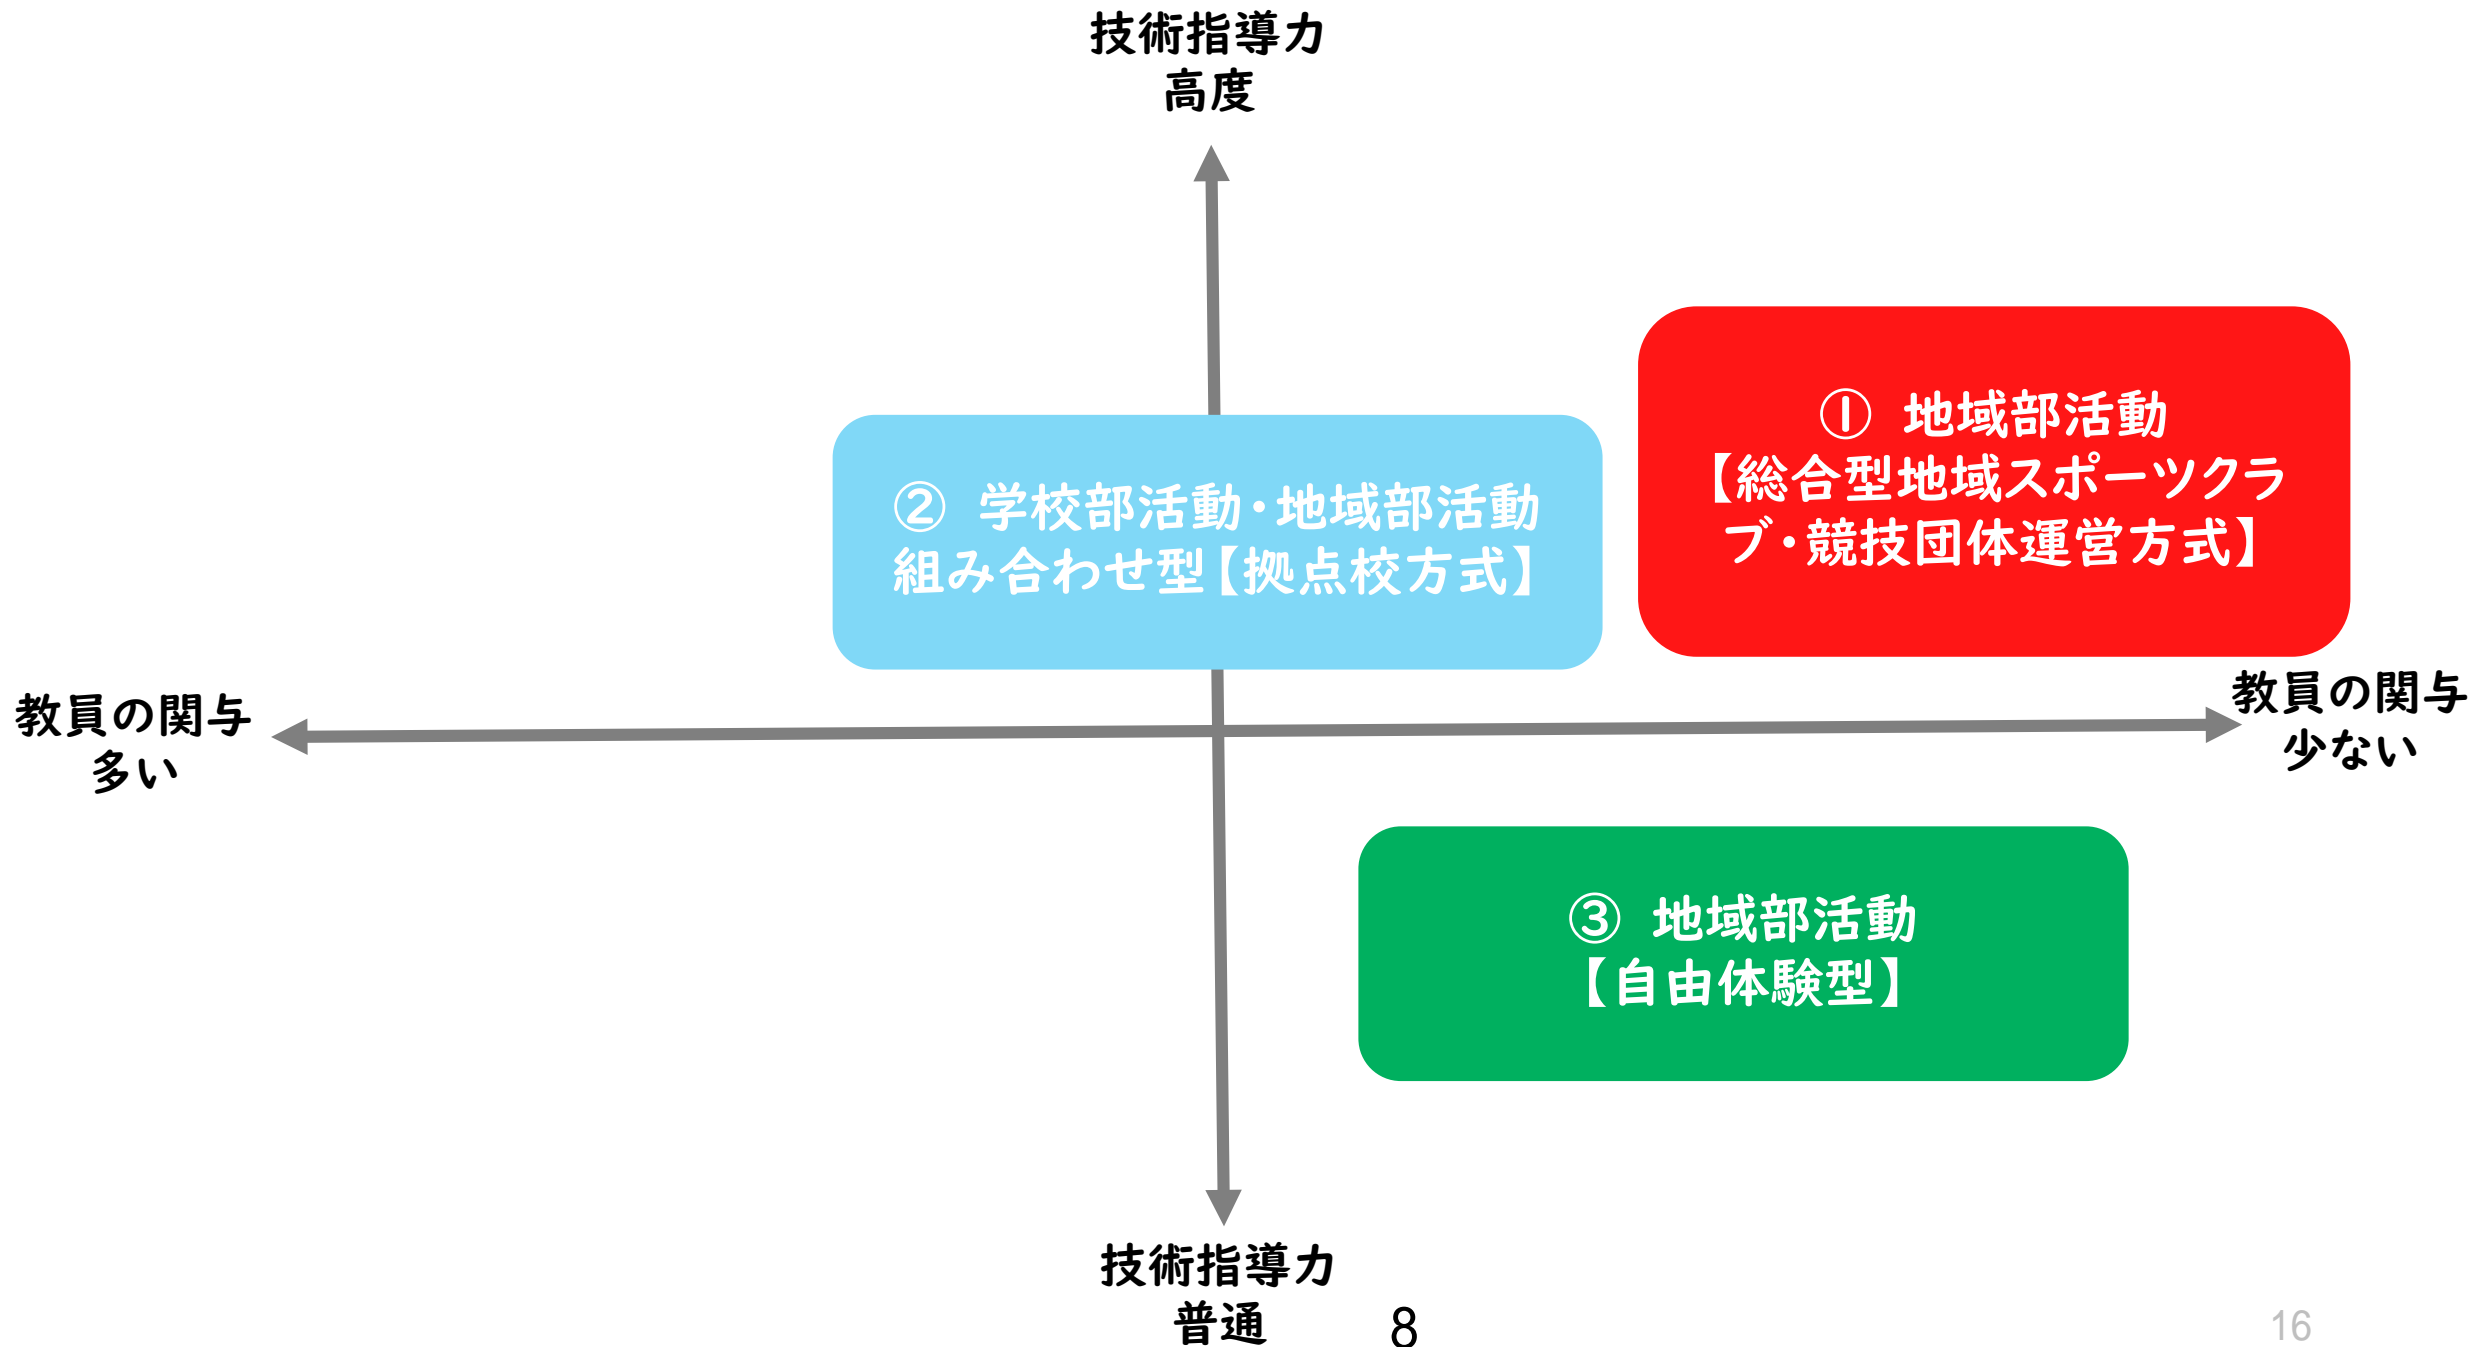 技術指導力
高度
① 地域部活動
【総合型地域スポーツクラ
ブ・競技団体運営方式】
② 学校部活動・地域部活動
組み合わせ型【拠点校方式】
教員の関与
多い
教員の関与
少ない
③ 地域部活動
【自由体験型】
技術指導力
普通
8
16